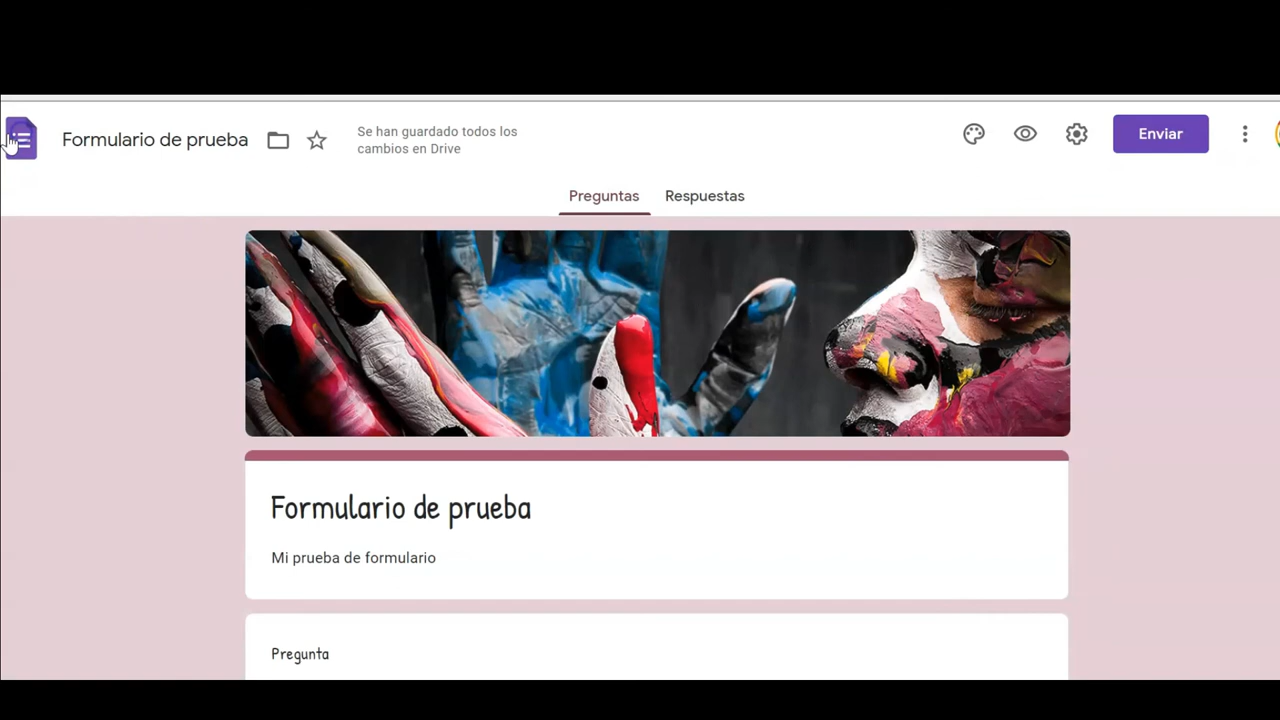 Formulario de prueba
Se han guardado todos los
cambios en Drive
Enviar
Preguntas
Respuestas
Formulario de prueba
Mi prueba de formulario
Pregunta